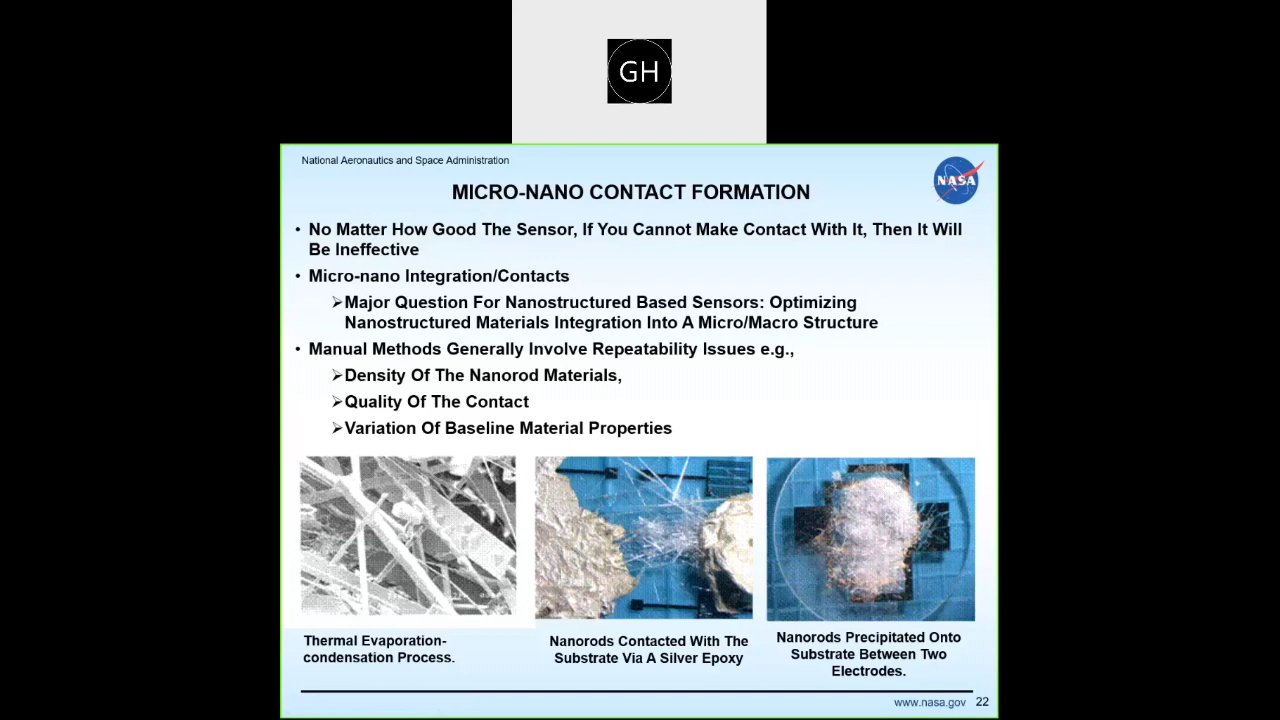 GH
National Aeronautics and Space Administration
NASA
MICRO-NANO CONTACT FORMATION
• No Matter How Good The Sensor, If You Cannot Make Contact With It, Then It Will
Be Ineffective
• Micro-nano Integration/Contacts
➢Major Question For Nanostructured Based Sensors: Optimizing
Nanostructured Materials Integration Into A Micro/Macro Structure
• Manual Methods Generally Involve Repeatability Issues e.g.,
➢Density Of The Nanorod Materials,
➢Quality Of The Contact
➢Variation Of Baseline Material Properties
Thermal Evaporation-
condensation Process.
Nanorods Contacted With The
Substrate Via A Silver Epoxy
Nanorods Precipitated Onto
Substrate Between Two
Electrodes.
www.nasa.gov 22